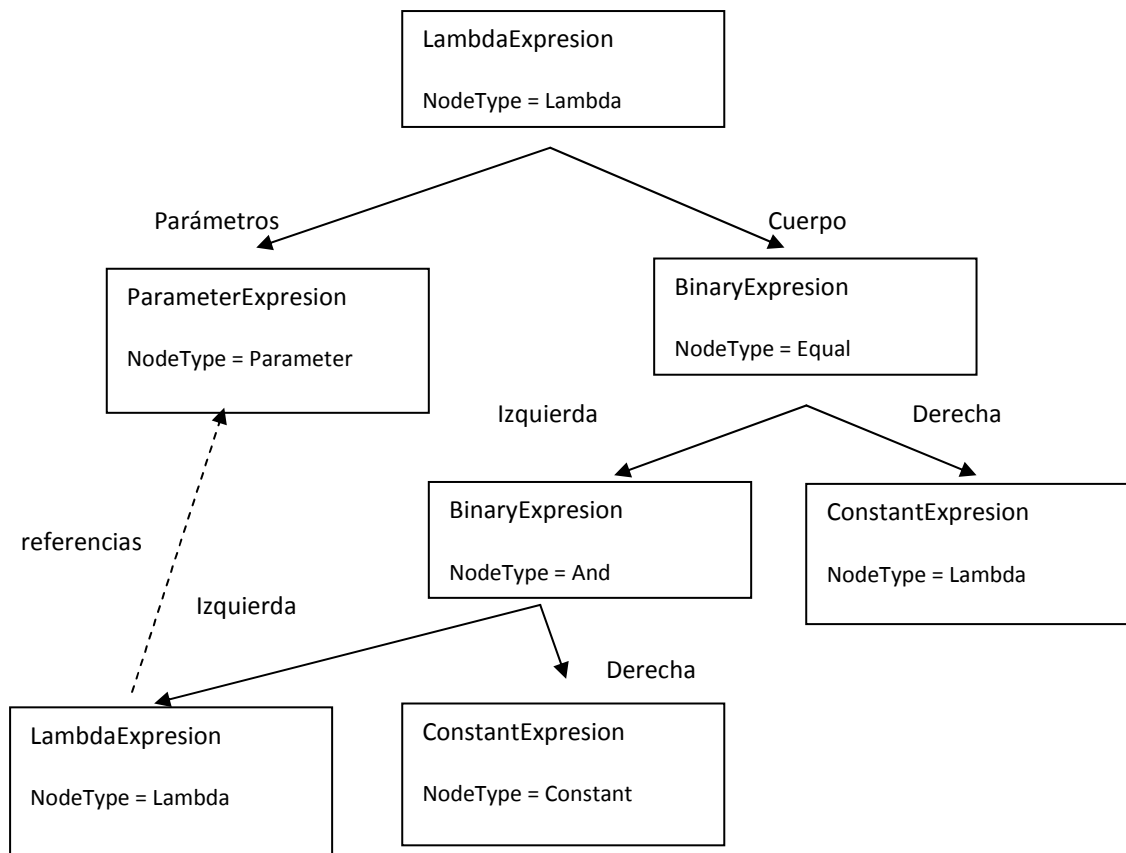 LambdaExpresion
NodeType = Lambda
Parámetros
Cuerpo
ParameterExpresion
NodeType = Parameter
BinaryExpresion
NodeType = Equal
Izquierda
Derecha
BinaryExpresion
NodeType = And
ConstantExpresion
NodeType = Lambda
referencias
Izquierda
Derecha
LambdaExpresion
NodeType = Lambda
ConstantExpresion
NodeType = Constant